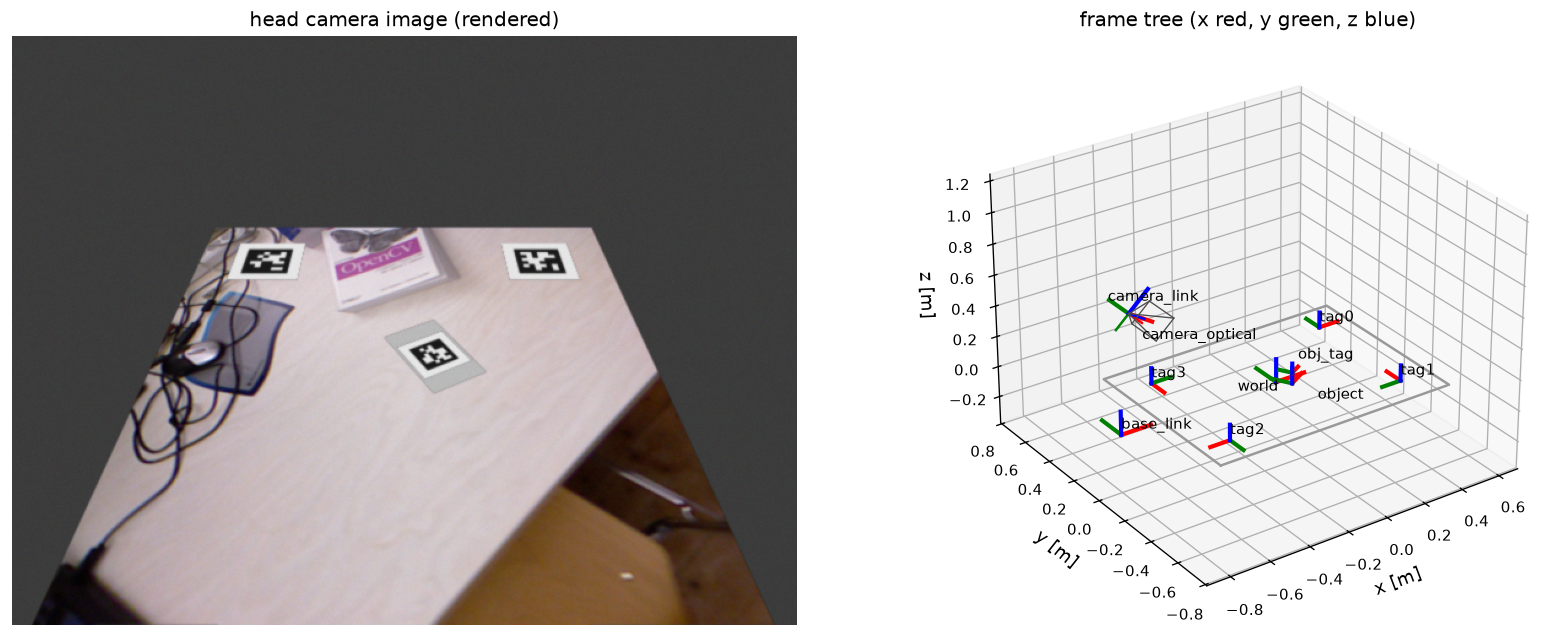 head camera image (rendered)
OpenCV
frame tree (x red, y green, z blue)
1.2
1.0
0.8
0.6
0.4
0.2
0.0
−0.2
z [m]
camera_link
camera_optical
tag0
obj_tag
tag3
world
tag1
object
base_link
tag2
0.8
0.6
0.4
0.2
0.0
−0.2
−0.4
−0.6
−0.8
y [m]
−0.8
−0.6
−0.4
−0.2
0.0
0.2
0.4
0.6
x [m]